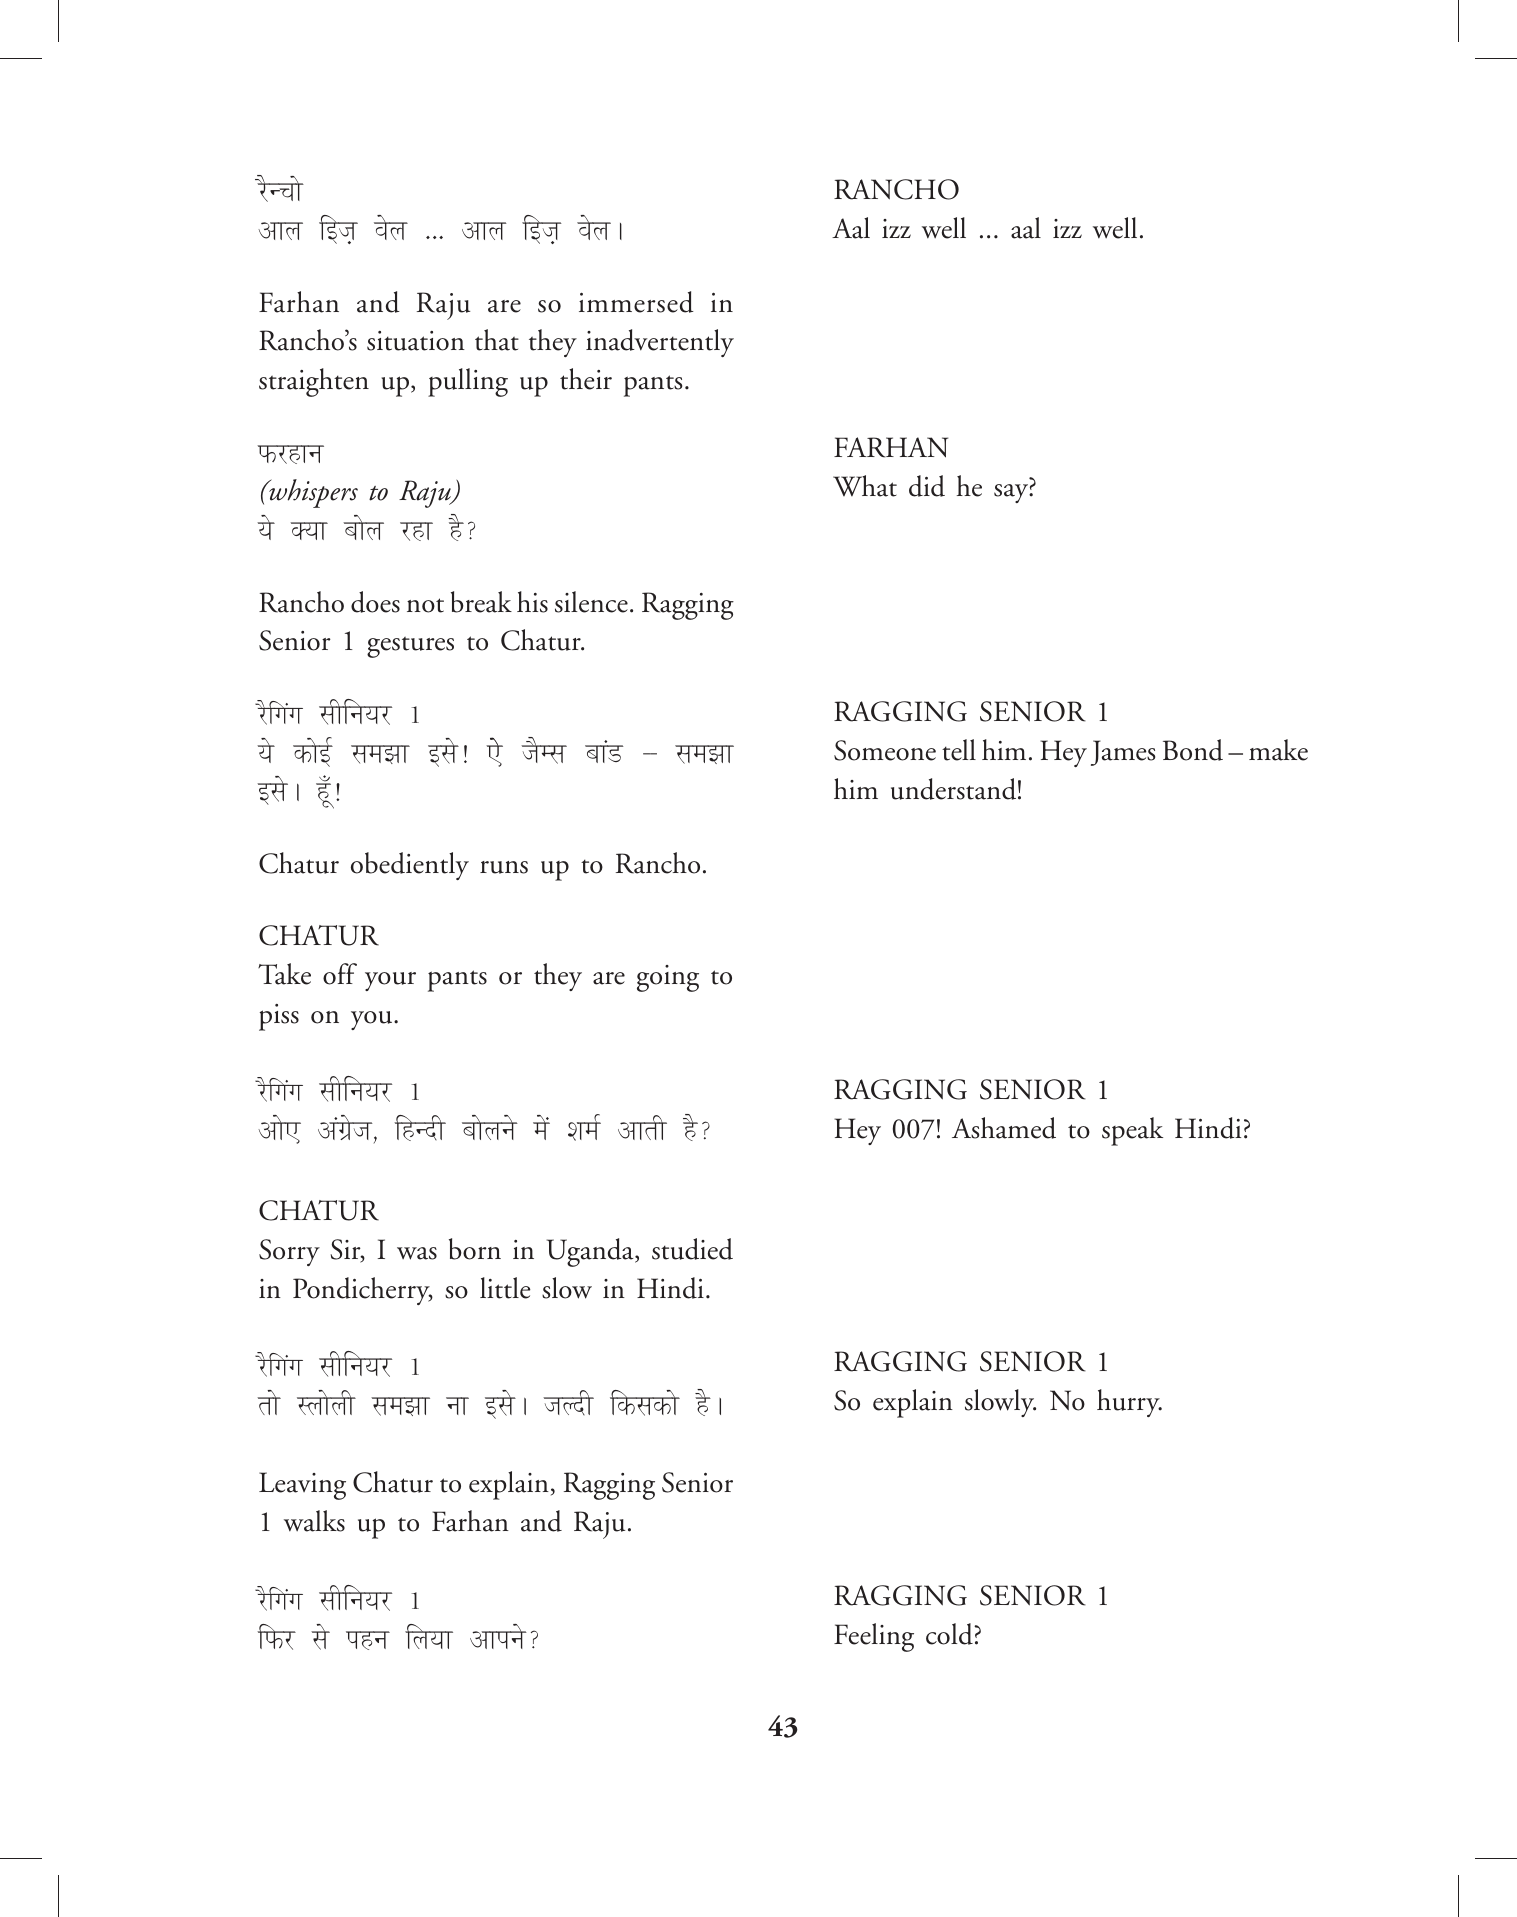 रैन्चो
आल इिज़ वेल ... आल इिज़ वेल।
RANCHO
Aal izz well ... aal izz well.
Farhan and Raju are so immersed in
Rancho’s situation that they inadvertently
straighten up, pulling up their pants.
फरहान
(whispers to Raju)
ये क्या बोल रहा है?
FARHAN
What did he say?
Rancho does not break his silence. Ragging
Senior 1 gestures to Chatur.
रैगिंग सीनियर 1
ये कोई समझा इसे! ऐ जैम्स बांड – समझा
इसे। हूँ!
RAGGING SENIOR 1
Someone tell him. Hey James Bond – make
him understand!
Chatur obediently runs up to Rancho.
CHATUR
Take off your pants or they are going to
piss on you.
रैगिंग सीनियर 1
ओए अंग्रेज, हिन्दी बोलने में शर्म आती है?
RAGGING SENIOR 1
Hey 007! Ashamed to speak Hindi?
CHATUR
Sorry Sir, I was born in Uganda, studied
in Pondicherry, so little slow in Hindi.
रैगिंग सीनियर 1
तो स्लोली समझा ना इसे। जल्दी किसको है।
RAGGING SENIOR 1
So explain slowly. No hurry.
Leaving Chatur to explain, Ragging Senior
1 walks up to Farhan and Raju.
रैगिंग सीनियर 1
फिर से पहन लिया आपने?
RAGGING SENIOR 1
Feeling cold?
43